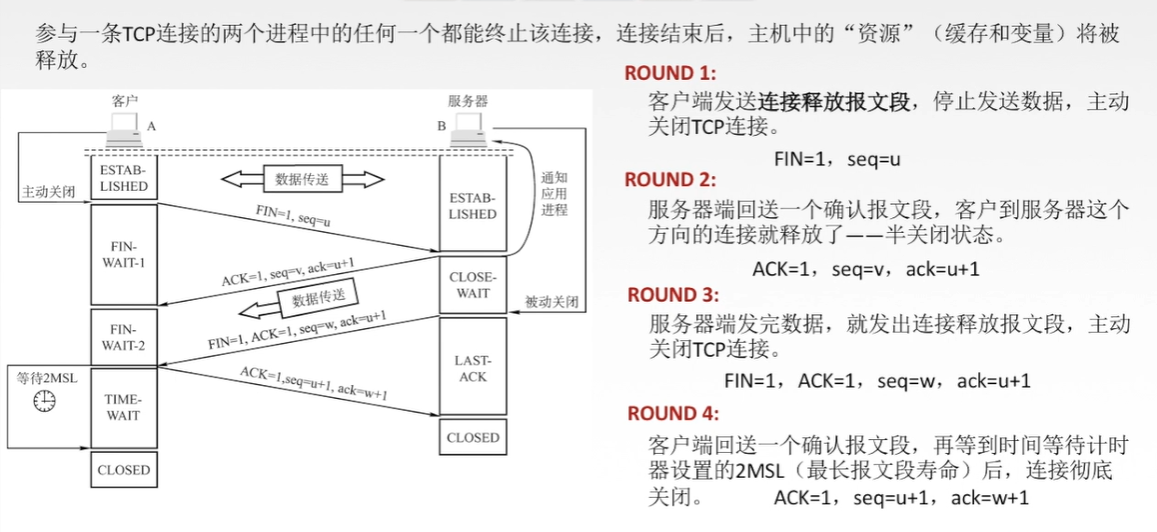 参与一条TCP连接的两个进程中的任何一个都能终止该连接，连接结束后，主机中的“资源”（缓存和变量）将被
释放。
客户
A
服务器
B
ESTAB-
LISHED
主动关闭
数据传送
ESTAB-
LISHED
通知
应用
进程
FIN=1, seq=u
FIN-
WAIT-1
ACK=1, seq=v, ack=u+1
CLOSE-
WAIT
数据传送
被动关闭
FIN-
WAIT-2
FIN=1, ACK=1, seq=w, ack=u+1
LAST-
ACK
等待2MSL
ACK=1,seq=u+1, ack=w+1
TIME-
WAIT
CLOSED
CLOSED
ROUND 1:
客户端发送连接释放报文段，停止发送数据，主动
关闭TCP连接。
FIN=1，seq=u
ROUND 2:
服务器端回送一个确认报文段，客户到服务器这个
方向的连接就释放了——半关闭状态。
ACK=1，seq=v，ack=u+1
ROUND 3:
服务器端发完数据，就发出连接释放报文段，主动
关闭TCP连接。
FIN=1，ACK=1，seq=w，ack=u+1
ROUND 4:
客户端回送一个确认报文段，再等到时间等待计时
器设置的2MSL（最长报文段寿命）后，连接彻底
关闭。 ACK=1，seq=u+1，ack=w+1